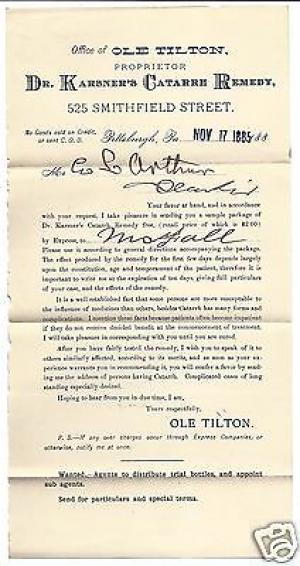 Office of OLE TILTON,
PROPRIETOR
DR. KARSNER'S CATARRH REMEDY,
525 SMITHFIELD STREET.
No Goods sold on Credit,
or sent C.O.D.
Pittsburgh, Pa. NOV 17 1885 188
Arthur
Dear Sir
Your favor at hand, and in accordance
with your request, I take pleasure in sending you a sample package of
Dr. Karsner's Catarrh Remedy free, (retail price of which is $2.00)
by Express, to
Please use in accordance to general directions accompanying the package.
The effect produced by the remedy for the first few days depends largely
upon the constitution, age and temperament of the patient, therefore it is
important to write me at the expiration of ten days, giving full particulars
of your case, and the effects of the remedy.
It is a well established fact that some persons are more susceptible
to the influence of medicine than others, besides Catarrh has many forms and
complications. I mention these facts because patients often become impatient
if they do not receive decided benefit at the commencement of treatment.
I will take pleasure in corresponding with you until you are cured.
After you have fairly tested the remedy, I wish you to speak of it to
others similarly affected, according to its merits, and as soon as your ex-
perience warrants you in recommending it, you will confer a favor by send-
ing me the address of persons having Catarrh. Complicated cases of long
standing especially desired.
Hoping to hear from you in due time, I am,
Yours respectfully,
OLE TILTON.
P. S.—If any over charges occur through Express Companies, or
otherwise, notify me at once.
Wanted.—Agents to distribute trial bottles, and appoint
sub agents.
Send for particulars and special terms.